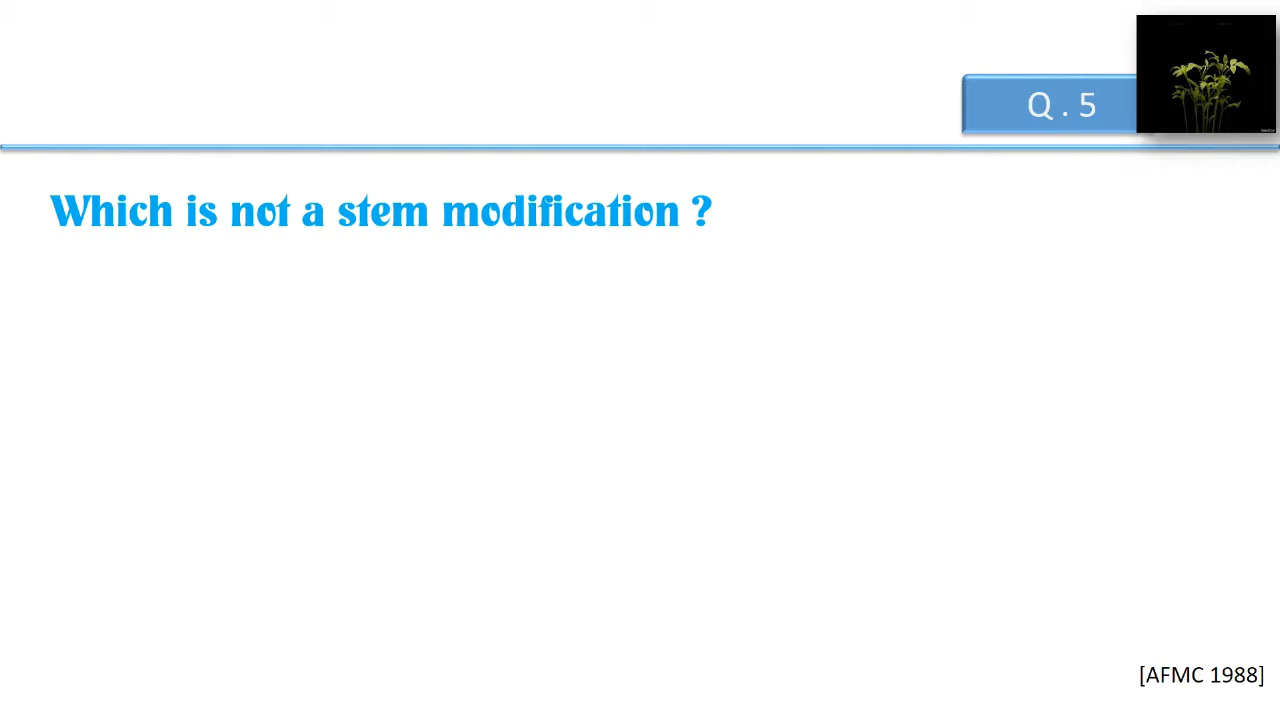 Q . 5
Which is not a stem modification ?
[AFMC 1988]